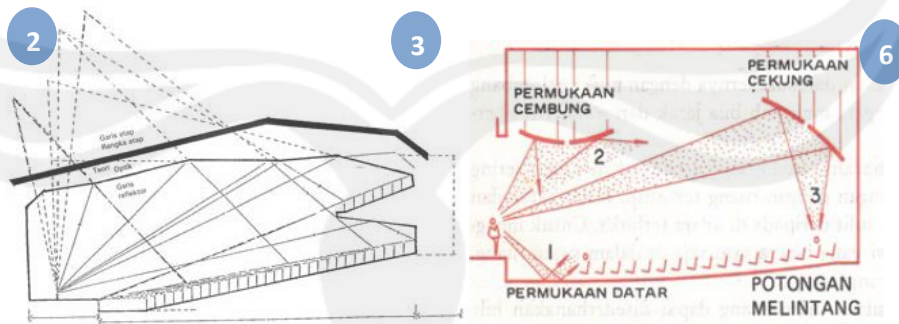 2
3
6
Garis atap
Rangka atap
Teori Optik
Garis
reflektor
PERMUKAAN
CEMBUNG
PERMUKAAN
CEKUNG
2
3
1
PERMUKAAN DATAR
POTONGAN
MELINTANG